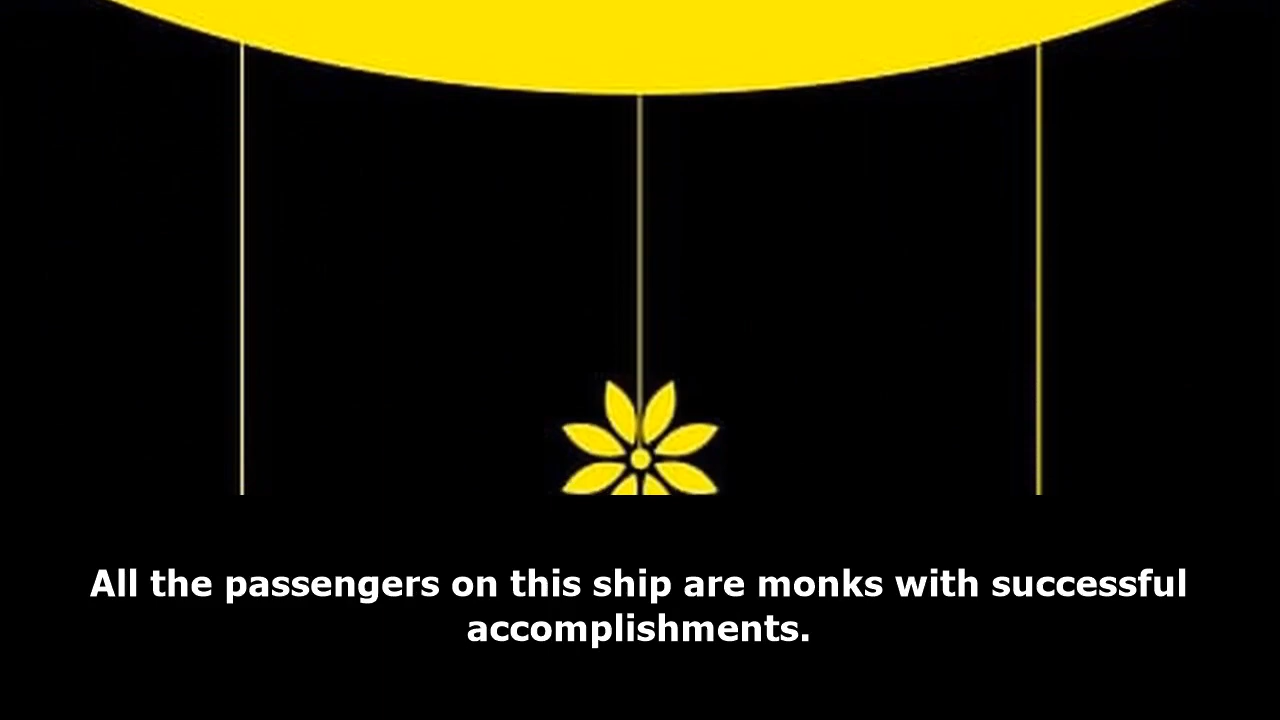 All the passengers on this ship are monks with successful
accomplishments.